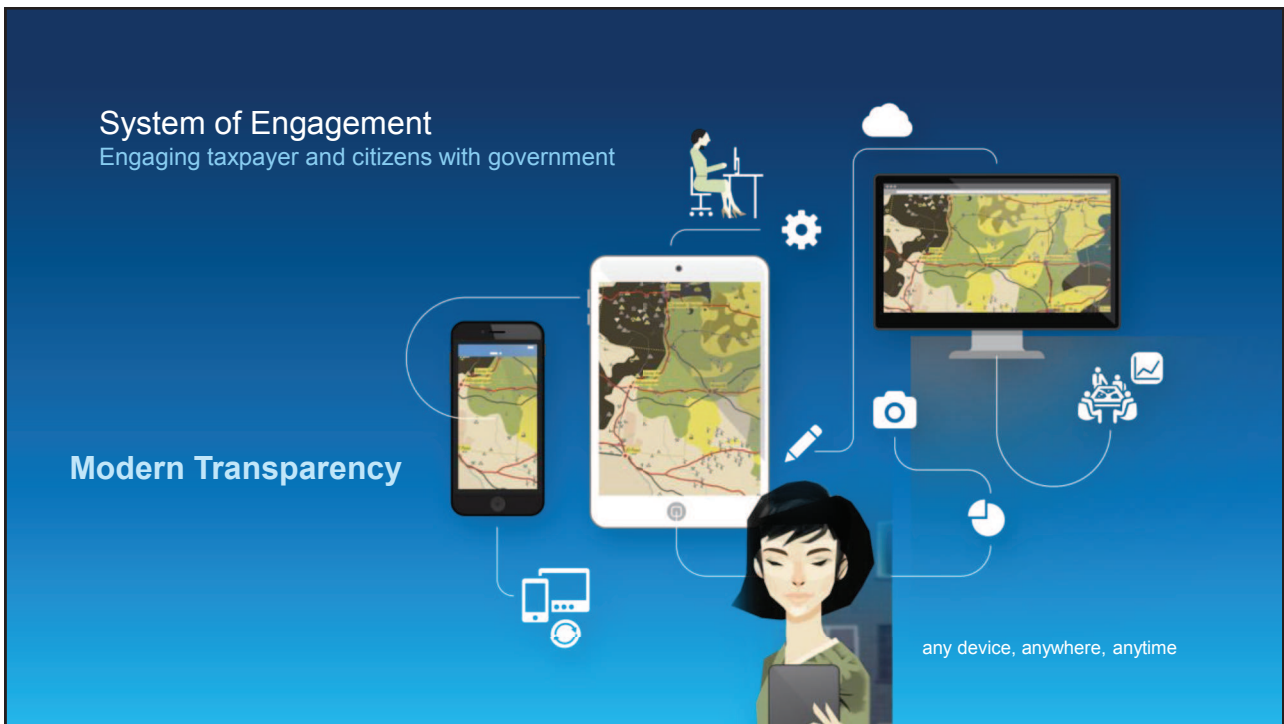 System of Engagement
Engaging taxpayer and citizens with government
Modern Transparency
any device, anywhere, anytime